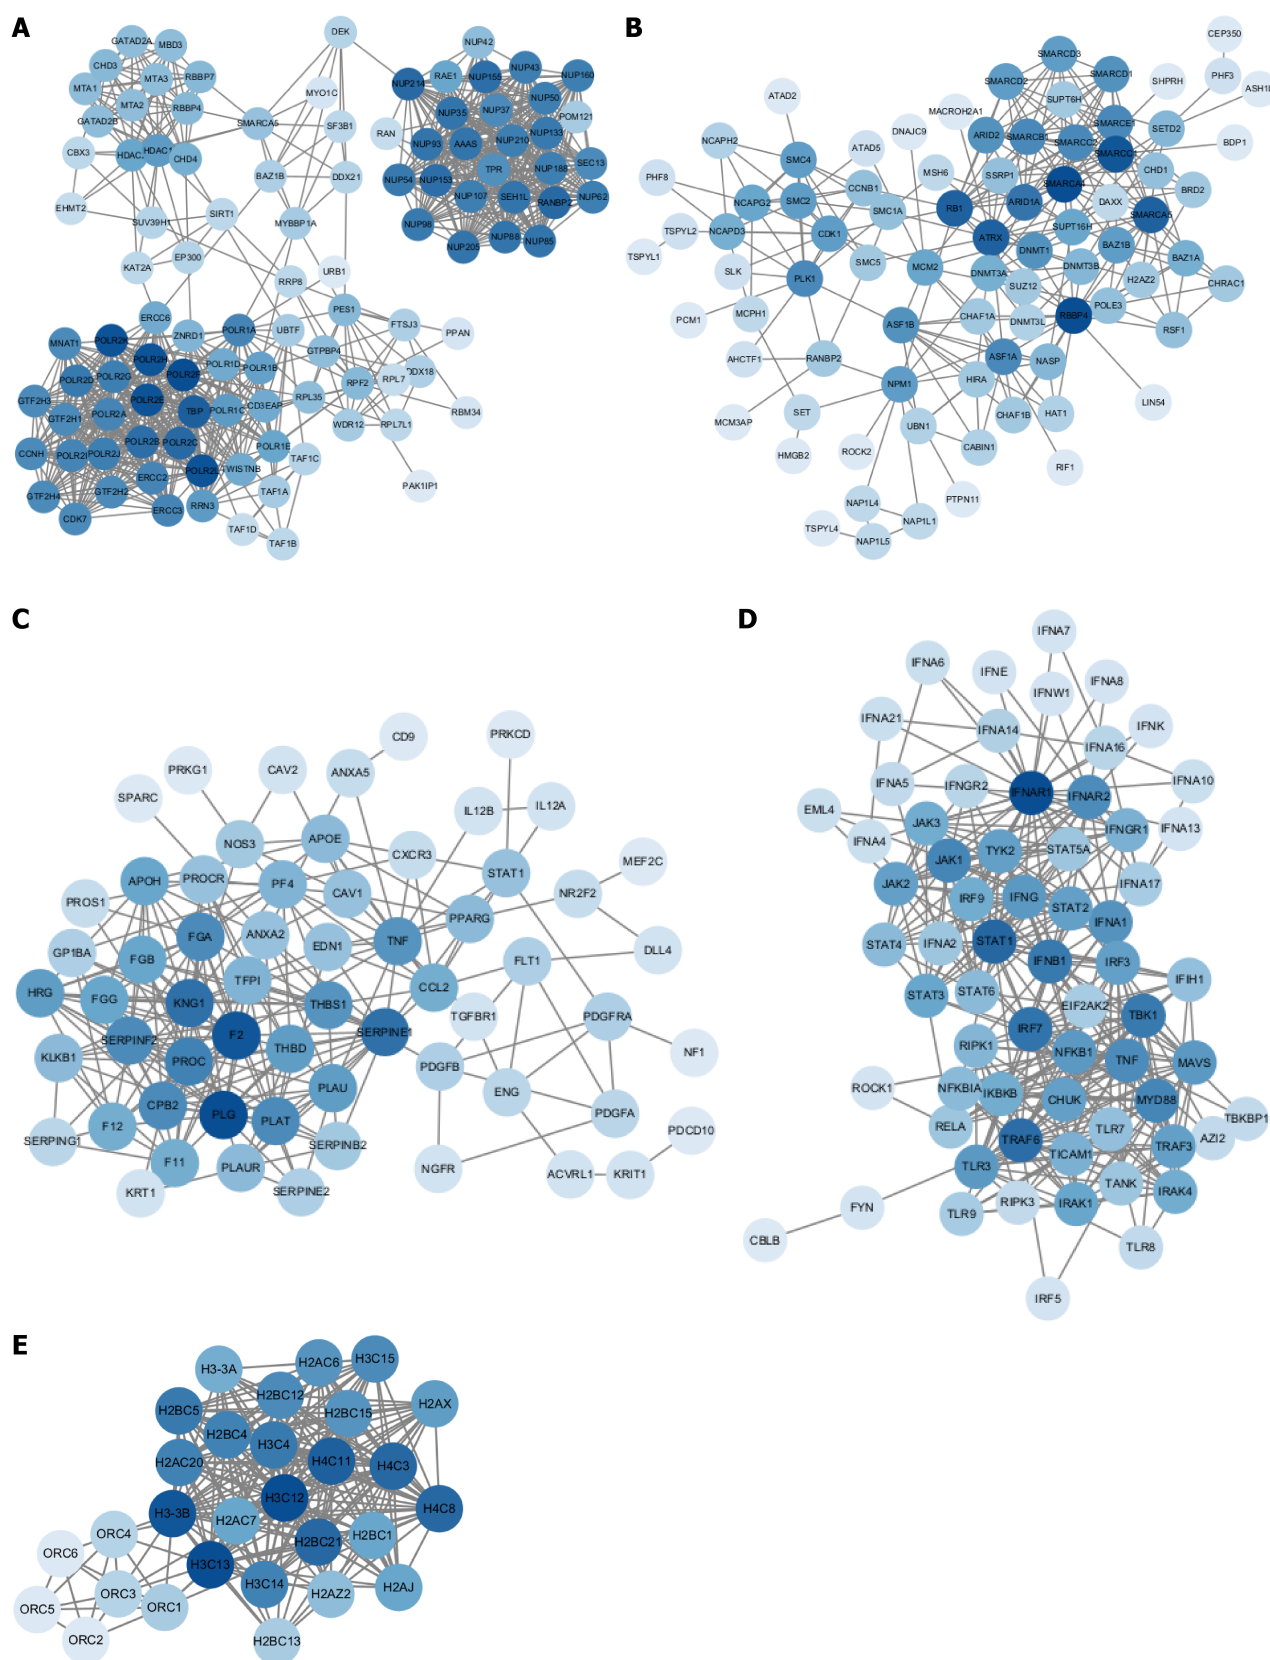 A
DEK
GATAD2A
MBD3
CHD3
MTA3
RBBP7
MTA1
MTA2
RBBP4
GATAD2B
CBX3
HDAC1
CHD4
EHMT2
SUV39H1
SIRT1
KAT2A
EP300
MYO1C
SMARCA5
SF3B1
BAZ1B
DDX21
MYBBP1A
RRP8
URB1
NUP42
NUP214
RAE1
NUP155
NUP43
NUP160
NUP50
NUP35
NUP37
POM121
RAN
NUP93
AAAS
NUP210
NUP133
SEC13
NUP54
NUP153
TPR
NUP188
NUP107
SEH1L
RANBP2
NUP62
NUP98
NUP205
NUP88
NUP85
ERCC6
ZNRD1
POLR1A
UBTF
PES1
FTSJ3
PPAN
MNAT1
POLR2K
POLR2H
POLR1D
POLR1B
GTPBP4
POLR2D
POLR2G
POLR2F
RPF2
RPL7
DDX18
GTF2H3
POLR2E
TBP
POLR1C
CD3EAP
RPL35
RBM34
GTF2H1
POLR2A
WDR12
RPL7L1
CCNH
POLR2I
POLR2J
POLR2B
POLR2C
POLR1E
TAF1C
POLR2L
TWISTNB
GTF2H4
GTF2H2
ERCC2
TAF1A
PAK1IP1
CDK7
ERCC3
RRN3
TAF1D
TAF1B
B
CEP350
SMARCD3
SMARCD2
SMARCD1
SHPRH
PHF3
ATAD2
MACROH2A1
SUPT6H
SMARCE1
SETD2
NCAPH2
DNAJC9
ARID2
SMARCB1
SMARCC2
BDP1
SMC4
ATAD5
MSH6
SSRP1
CHD1
PHF8
NCAPG2
SMC2
CCNB1
SMARCA4
BRD2
TSPYL2
NCAPD3
CDK1
SMC1A
RB1
ARID1A
DAXX
SMARCA5
TSPYL1
SLK
SMC5
ATRX
DNMT1
SUPT16H
BAZ1B
PLK1
MCM2
DNMT3A
DNMT3B
BAZ1A
SUZ12
H2AZ2
CHRAC1
PCM1
MCPH1
ASF1B
CHAF1A
DNMT3L
RBBP4
POLE3
RSF1
AHCTF1
RANBP2
ASF1A
NASP
NPM1
HIRA
MCM3AP
SET
UBN1
CHAF1B
HAT1
LIN54
HMGB2
ROCK2
CABIN1
RIF1
PTPN11
NAP1L4
NAP1L1
TSPYL4
NAP1L5
C
CD9
PRKCD
PRKG1
CAV2
ANXA5
SPARC
IL12B
IL12A
NOS3
APOE
CXCR3
STAT1
MEF2C
APOH
PROCR
PF4
CAV1
NR2F2
PROS1
PPARG
GP1BA
FGA
ANXA2
EDN1
TNF
DLL4
FGB
FLT1
HRG
FGG
KNG1
TFPI
THBS1
CCL2
SERPINF2
F2
SERPINE1
TGFBR1
PDGFRA
KLKB1
PROC
THBD
PDGFB
NF1
CPB2
PLG
PLAT
PLAU
ENG
PDGFA
SERPING1
F12
SERPINB2
PDCD10
KRT1
F11
PLAUR
SERPINE2
NGFR
ACVRL1
KRIT1
D
IFNA7
IFNA6
IFNE
IFNW1
IFNA8
IFNA21
IFNA14
IFNA16
IFNK
IFNA5
IFNGR2
IFNAR1
IFNAR2
IFNA10
EML4
IFNA4
JAK3
IFNGR1
IFNA13
JAK1
TYK2
STAT5A
JAK2
IRF9
IFNG
STAT2
IFNA17
IFNA1
STAT4
IFNA2
STAT1
IFNB1
IRF3
STAT3
STAT6
EIF2AK2
IFIH1
IRF7
TBK1
RIPK1
NFKB1
TNF
MAVS
ROCK1
NFKBIA
IKBKB
CHUK
MYD88
RELA
TRAF6
TLR7
TBKBP1
AZI2
TLR3
TICAM1
TRAF3
FYN
TLR9
RIPK3
IRAK1
TANK
IRAK4
CBLB
TLR8
IRF5
E
H3-3A
H2AC6
H3C15
H2BC5
H2BC12
H2BC15
H2AX
H2BC4
H3C4
H2AC20
H4C11
H4C3
H3-3B
H3C12
H4C8
H2AC7
H2BC21
H2BC1
ORC4
ORC6
H3C13
H3C14
H2AZ2
H2AJ
ORC3
ORC5
ORC1
ORC2
H2BC13